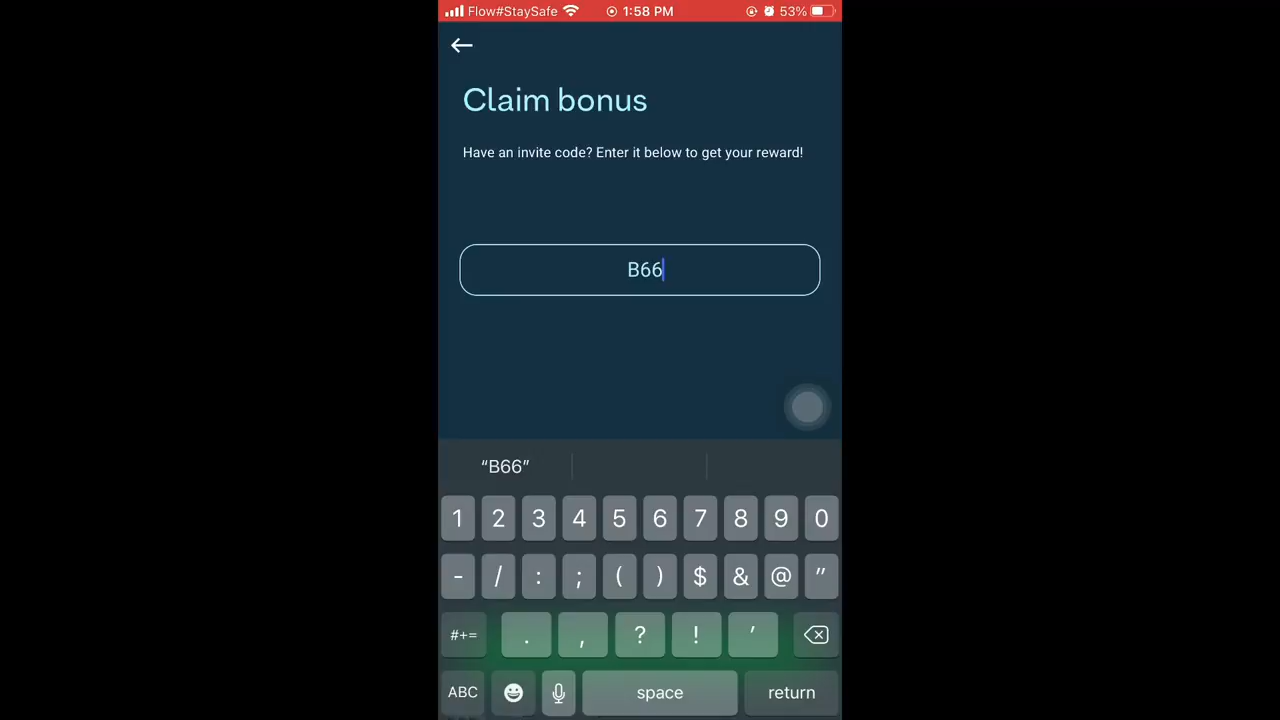 Flow#StaySafe 1:58 PM 53%
Claim bonus
Have an invite code? Enter it below to get your reward!
B66
“B66”
1 2 3 4 5 6 7 8 9 0
- / : ; ( ) $ & @ "
#+= . , ? ! '
ABC space return